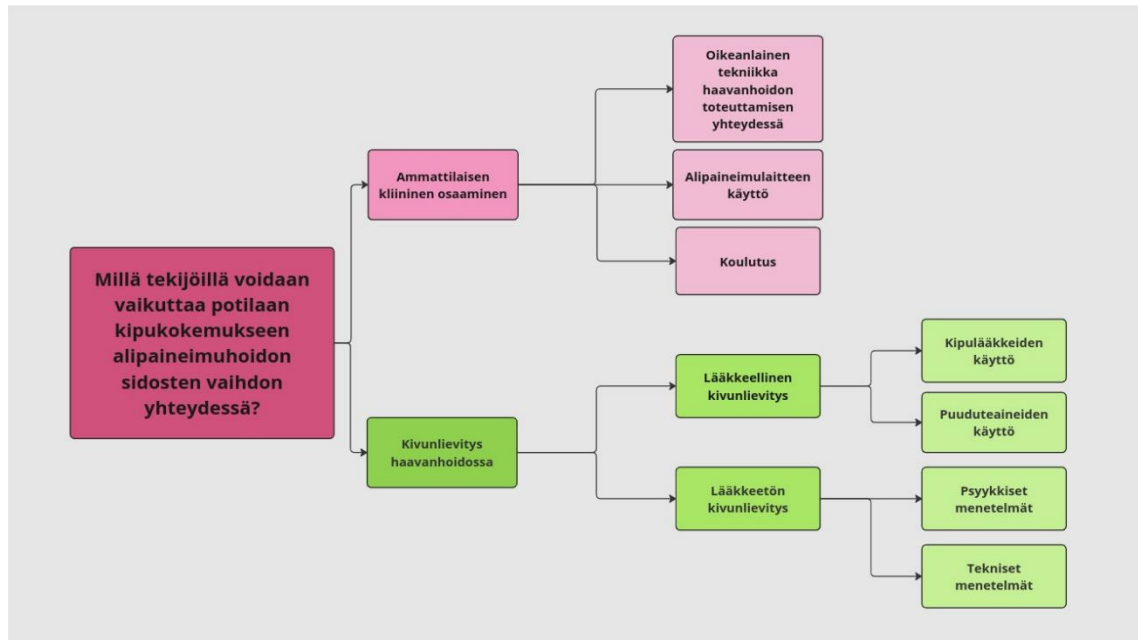 Millä tekijöillä voidaan
vaikuttaa potilaan
kipukokemukseen
alipaineimuhoidon
sidosten vaihdon
yhteydessä?
Ammattilaisen
kliininen osaaminen
Oikeanlainen
tekniikka
haavanhoidon
toteuttamisen
yhteydessä
Alipaineimulaitteen
käyttö
Koulutus
Kivunlievitys
haavanhoidossa
Lääkkeellinen
kivunlievitys
Kipulääkkeiden
käyttö
Puuduteaineiden
käyttö
Lääkkeetön
kivunlievitys
Psyykkiset
menetelmät
Tekniset
menetelmät